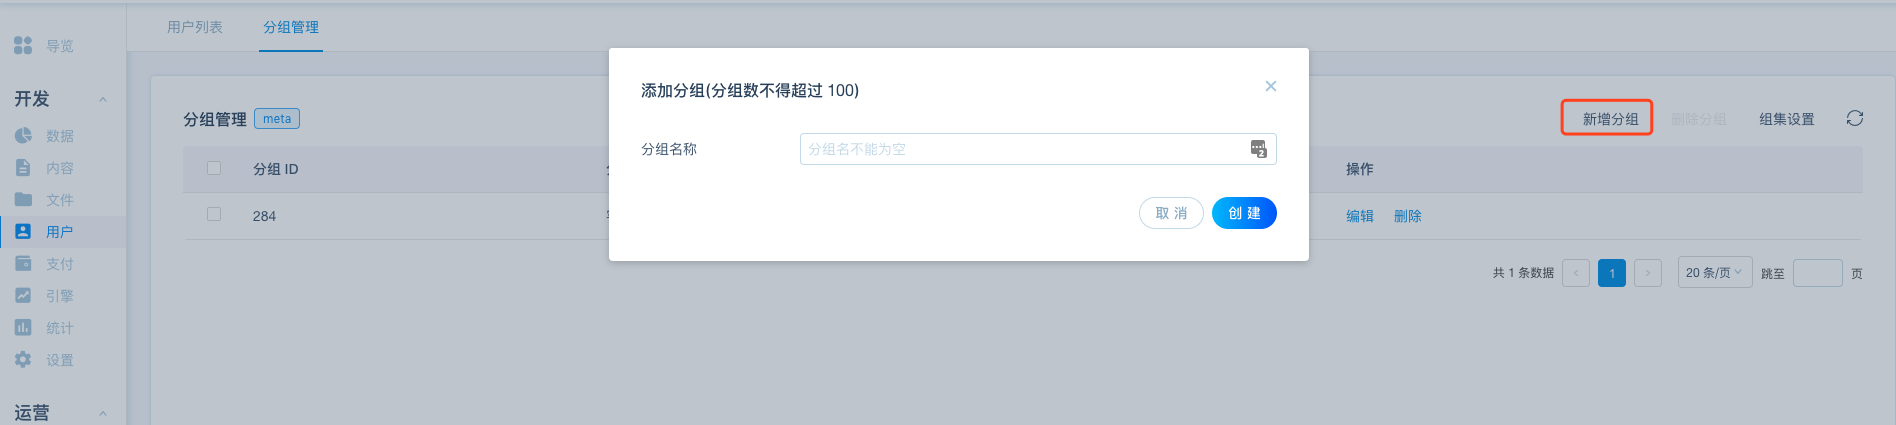 用户列表
分组管理
导览
开发
数据
内容
文件
用户
支付
引擎
统计
设置
运营
分组管理 meta
新增分组 删除分组 组集设置
分组 ID
操作
284
编辑 删除
共 1 条数据 1 20 条/页 跳至 页
添加分组(分组数不得超过 100)
分组名称 分组名不能为空
取 消 创 建